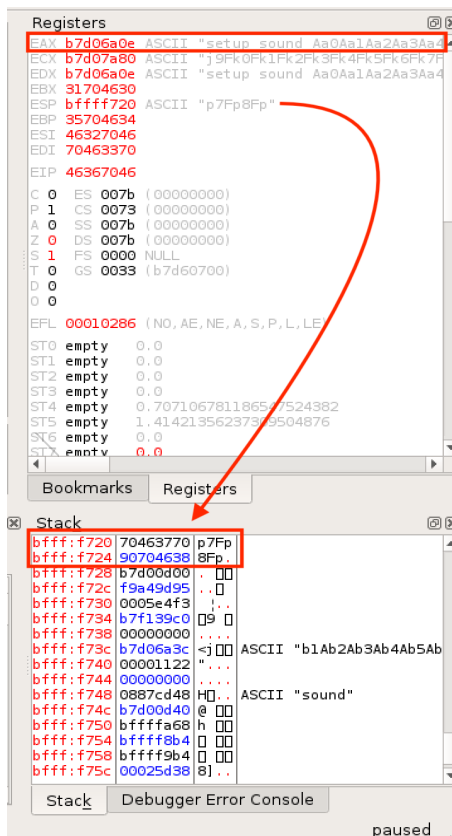 Registers
EAX b7d06a0e ASCII "setup sound Aa0Aa1Aa2Aa3Aa4
ECX b7d07a80 ASCII "j9Fk0Fk1Fk2Fk3Fk4Fk5Fk6Fk7F
EDX b7d06a0e ASCII "setup sound Aa0Aa1Aa2Aa3Aa4
EBX 31704630
ESP bffff720 ASCII "p7Fp8Fp"
EBP 35704634
ESI 46327046
EDI 70463370
EIP 46367046
C 0 ES 007b (00000000)
P 1 CS 0073 (00000000)
A 0 SS 007b (00000000)
Z 0 DS 007b (00000000)
S 1 FS 0000 NULL
T 0 GS 0033 (b7d60700)
D 0
O 0
EFL 00010286 (NO,AE,NE,A,S,P,L,LE)
ST0 empty 0.0
ST1 empty 0.0
ST2 empty 0.0
ST3 empty 0.0
ST4 empty 0.707106781186547524382
ST5 empty 1.41421356237309504876
ST6 empty 0.0
ST7 empty 0.0
Bookmarks Registers
Stack
bfff:f720 70463770 p7Fp
bfff:f724 90704638 8Fp.
bfff:f728 b7d00d00 .
bfff:f72c f9a49d95 ..
bfff:f730 0005e4f3 ¦..
bfff:f734 b7f139c0 9
bfff:f738 00000000 ....
bfff:f73c b7d06a3c <j ASCII "b1Ab2Ab3Ab4Ab5Ab
bfff:f740 00001122 "...
bfff:f744 00000000 ....
bfff:f748 0887cd48 H.. ASCII "sound"
bfff:f74c b7d00d40 @
bfff:f750 bffffa68 h
bfff:f754 bffff8b4
bfff:f758 bffff9b4
bfff:f75c 00025d38 8]..
Stack Debugger Error Console
paused